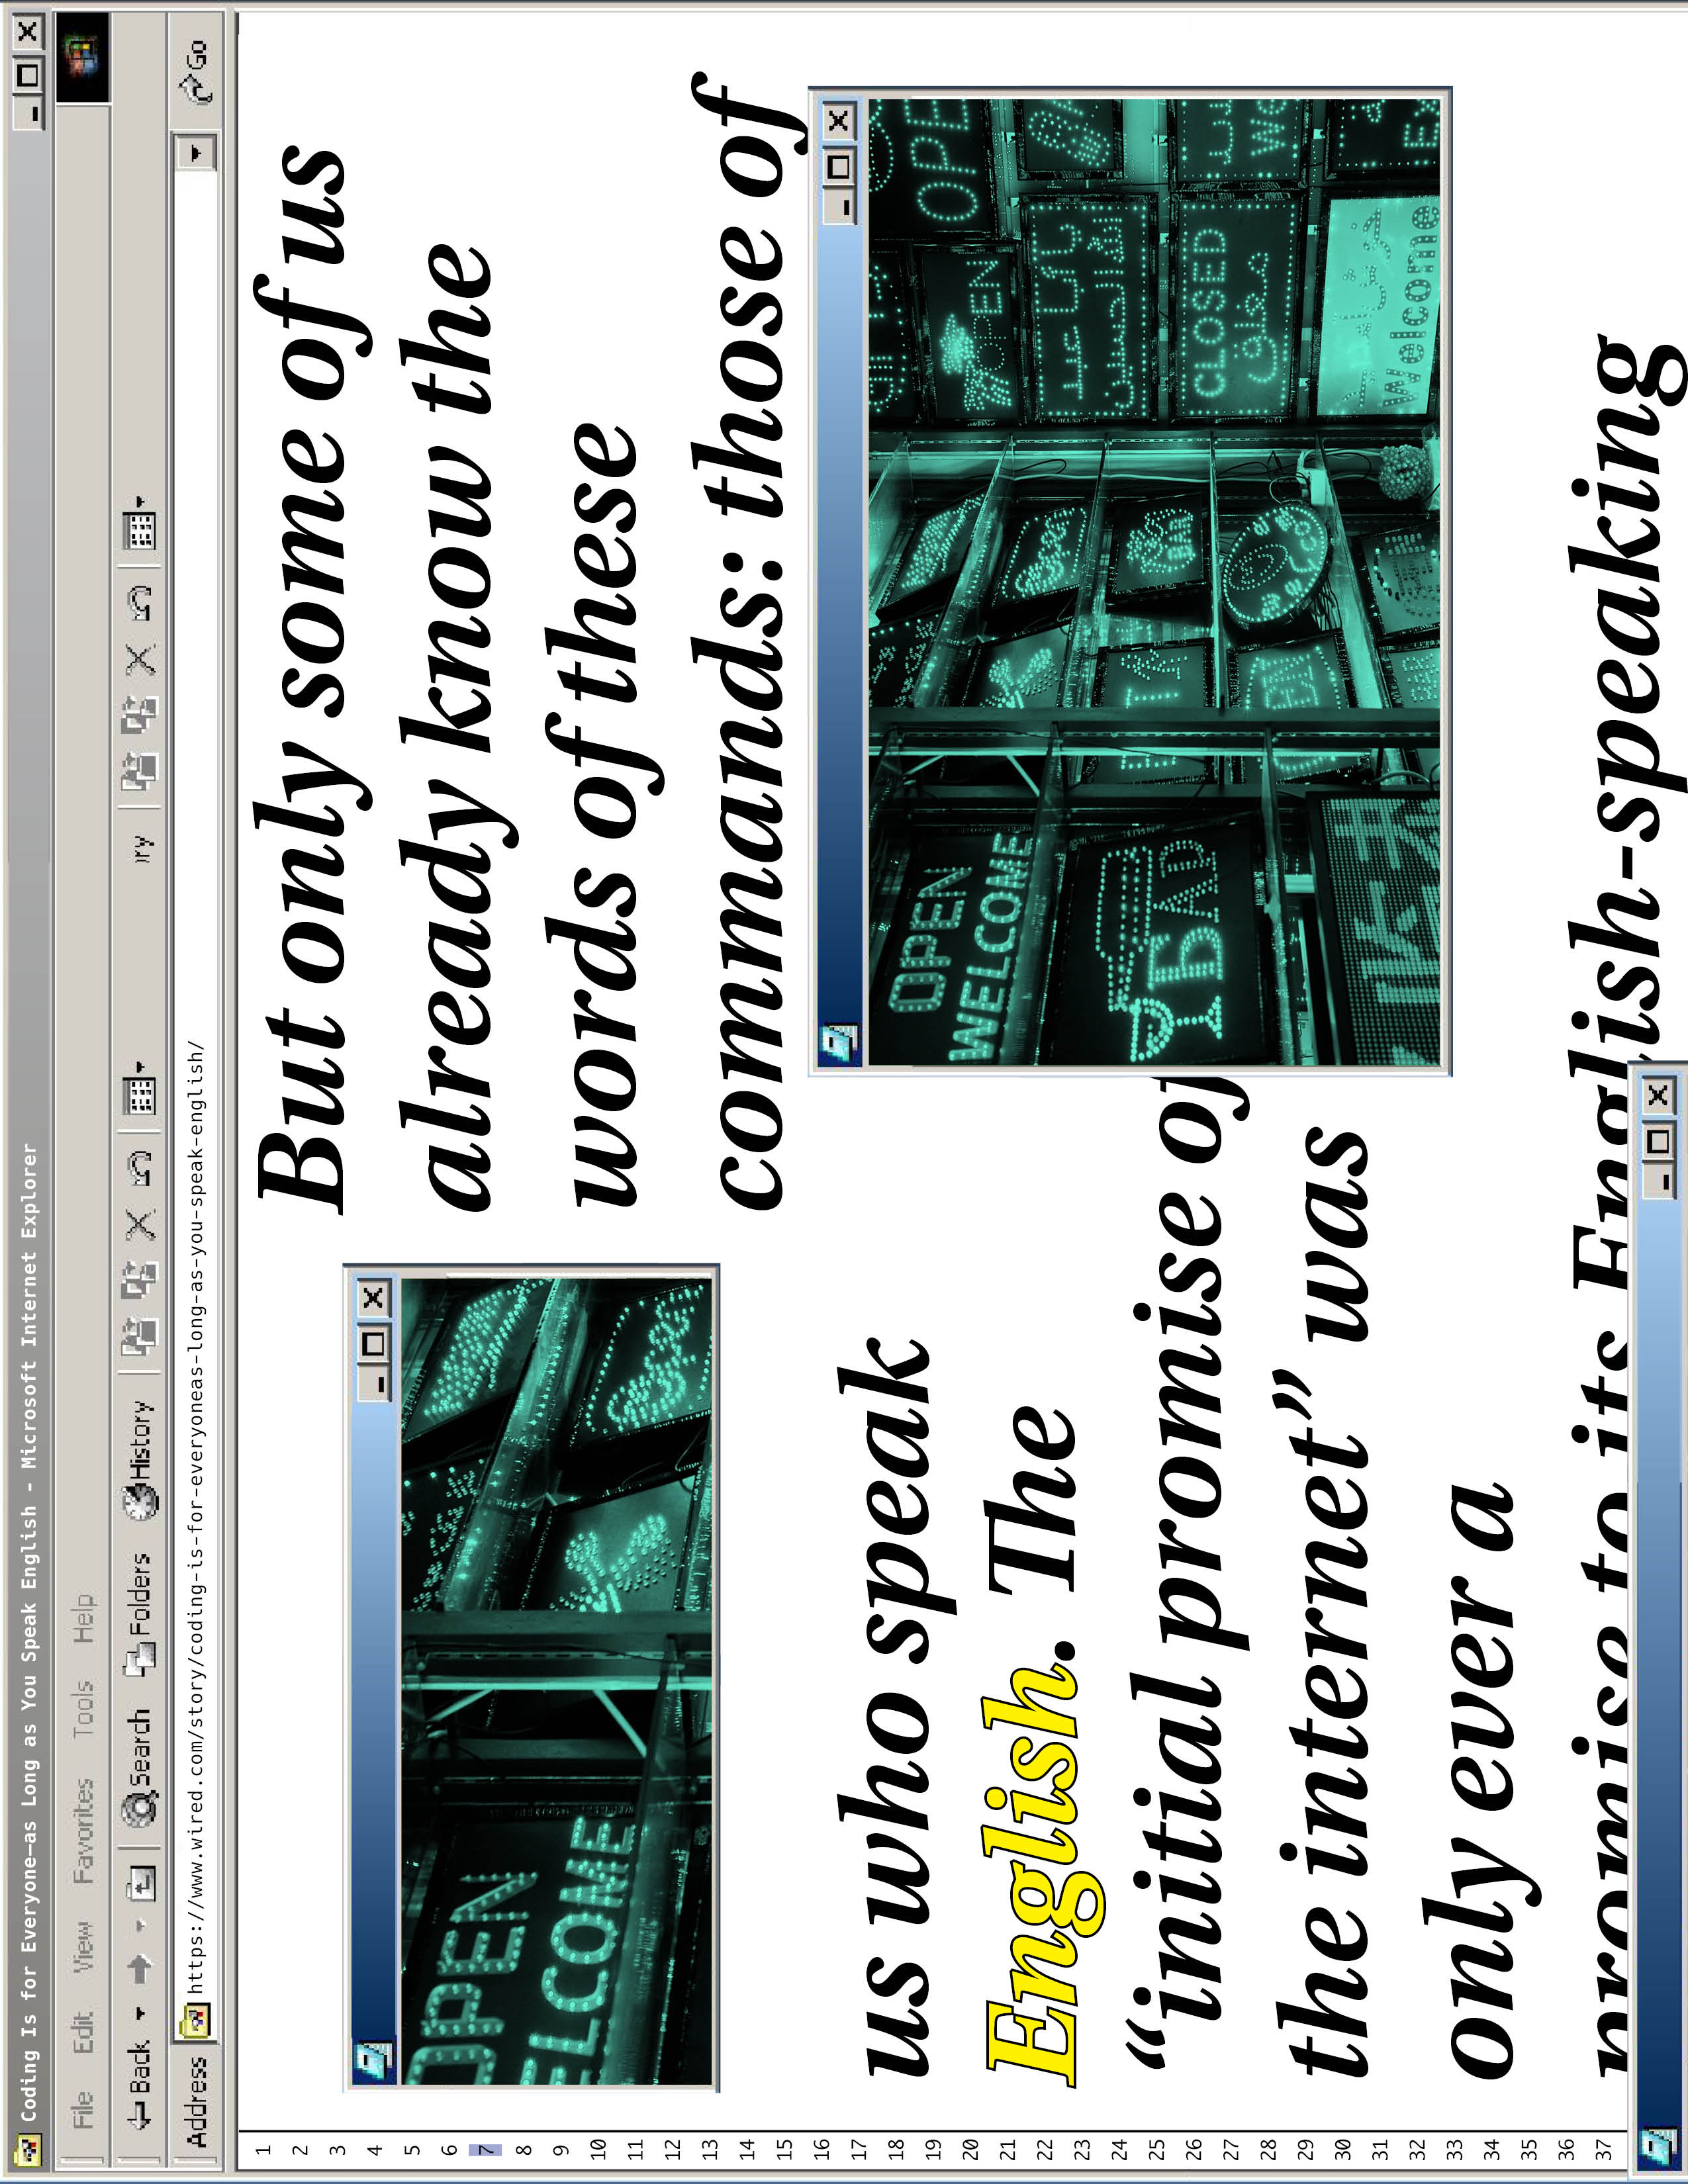 Coding Is for Everyone—as Long as You Speak English - Microsoft Internet Explorer
File Edit View Favorites Tools Help
Back Search Folders History
Address https://www.wired.com/story/coding-is-for-everyoneas-long-as-you-speak-english/ Go
1
2
3
4
5
6
7
8
9
10
11
12
13
14
15
16
17
18
19
20
21
22
23
24
25
26
27
28
29
30
31
32
33
34
35
36
37
But only some of us
already know the
words of these
commands: those of
us who speak
English. The
“initial promise of
the internet” was
only ever a
promise to its English-speaking
OPEN
ELCOME
OPEN
WELCOME
OPEN
CLOSED
مغلق
Welcome